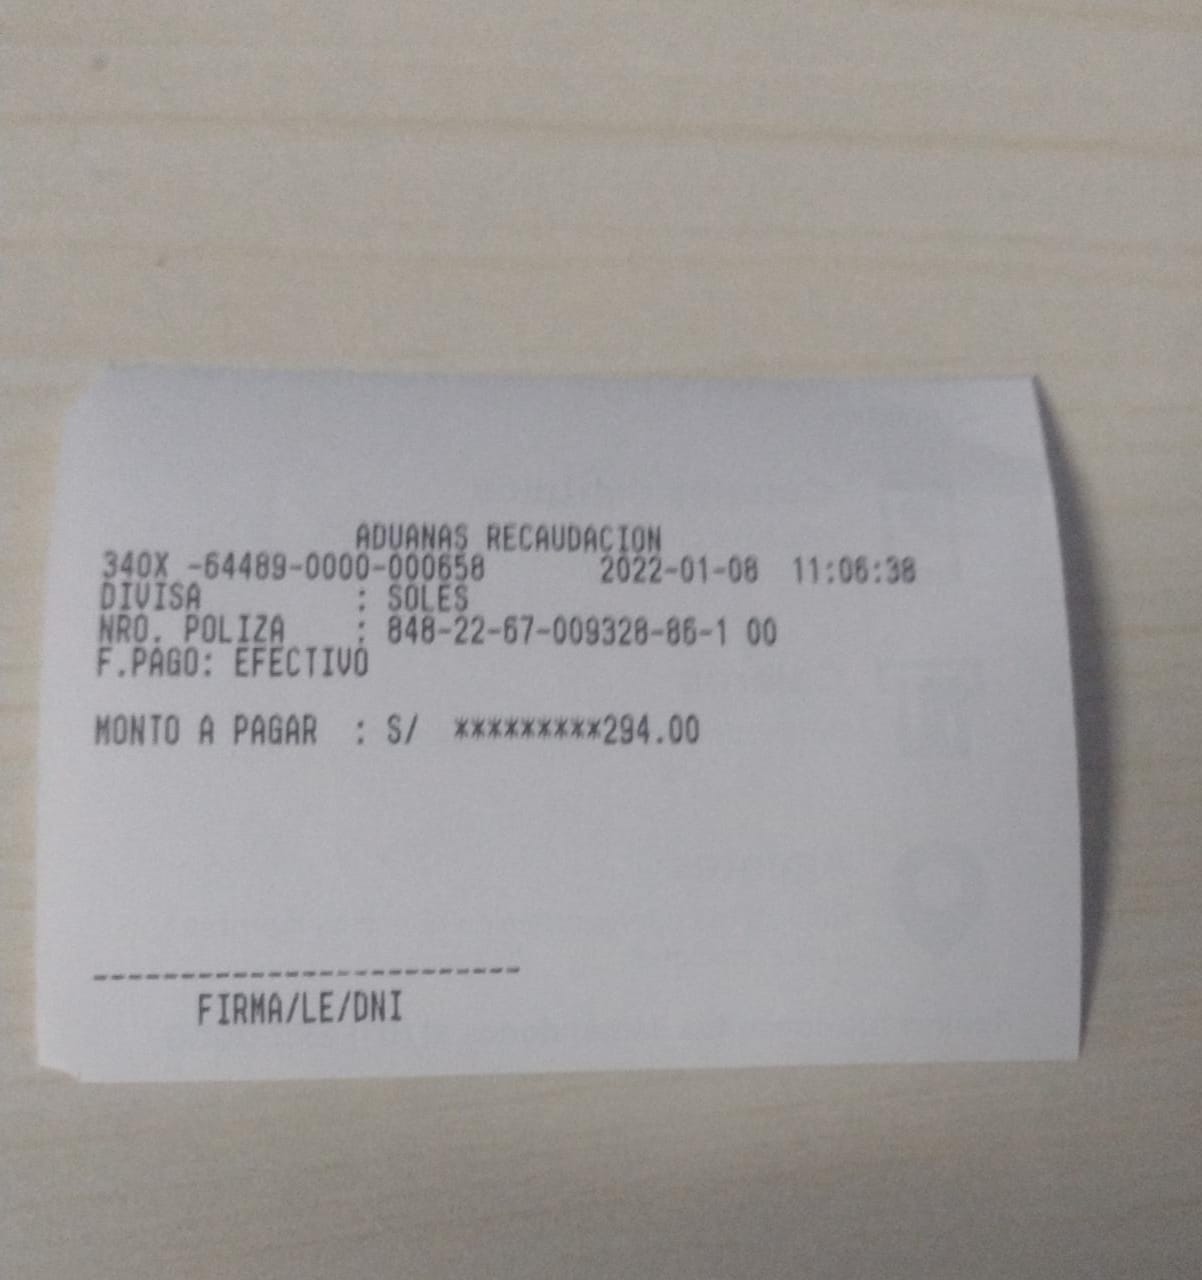 ADUANAS RECAUDACION
340X -64489-0000-000658 2022-01-08 11:06:38
DIVISA : SOLES
NRO. POLIZA : 848-22-67-009328-86-1 00
F.PAGO: EFECTIVO
MONTO A PAGAR : S/ *********294.00
------------------------
FIRMA/LE/DNI